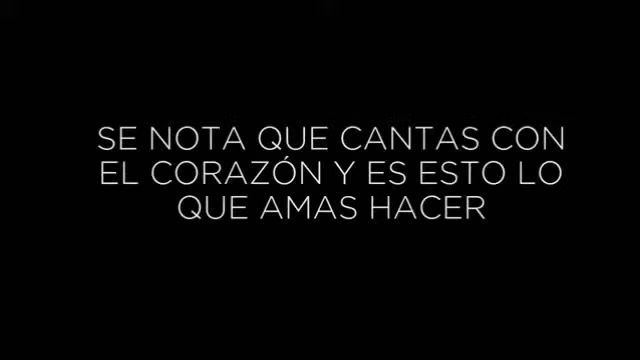 SE NOTA QUE CANTAS CON
EL CORAZÓN Y ES ESTO LO
QUE AMAS HACER